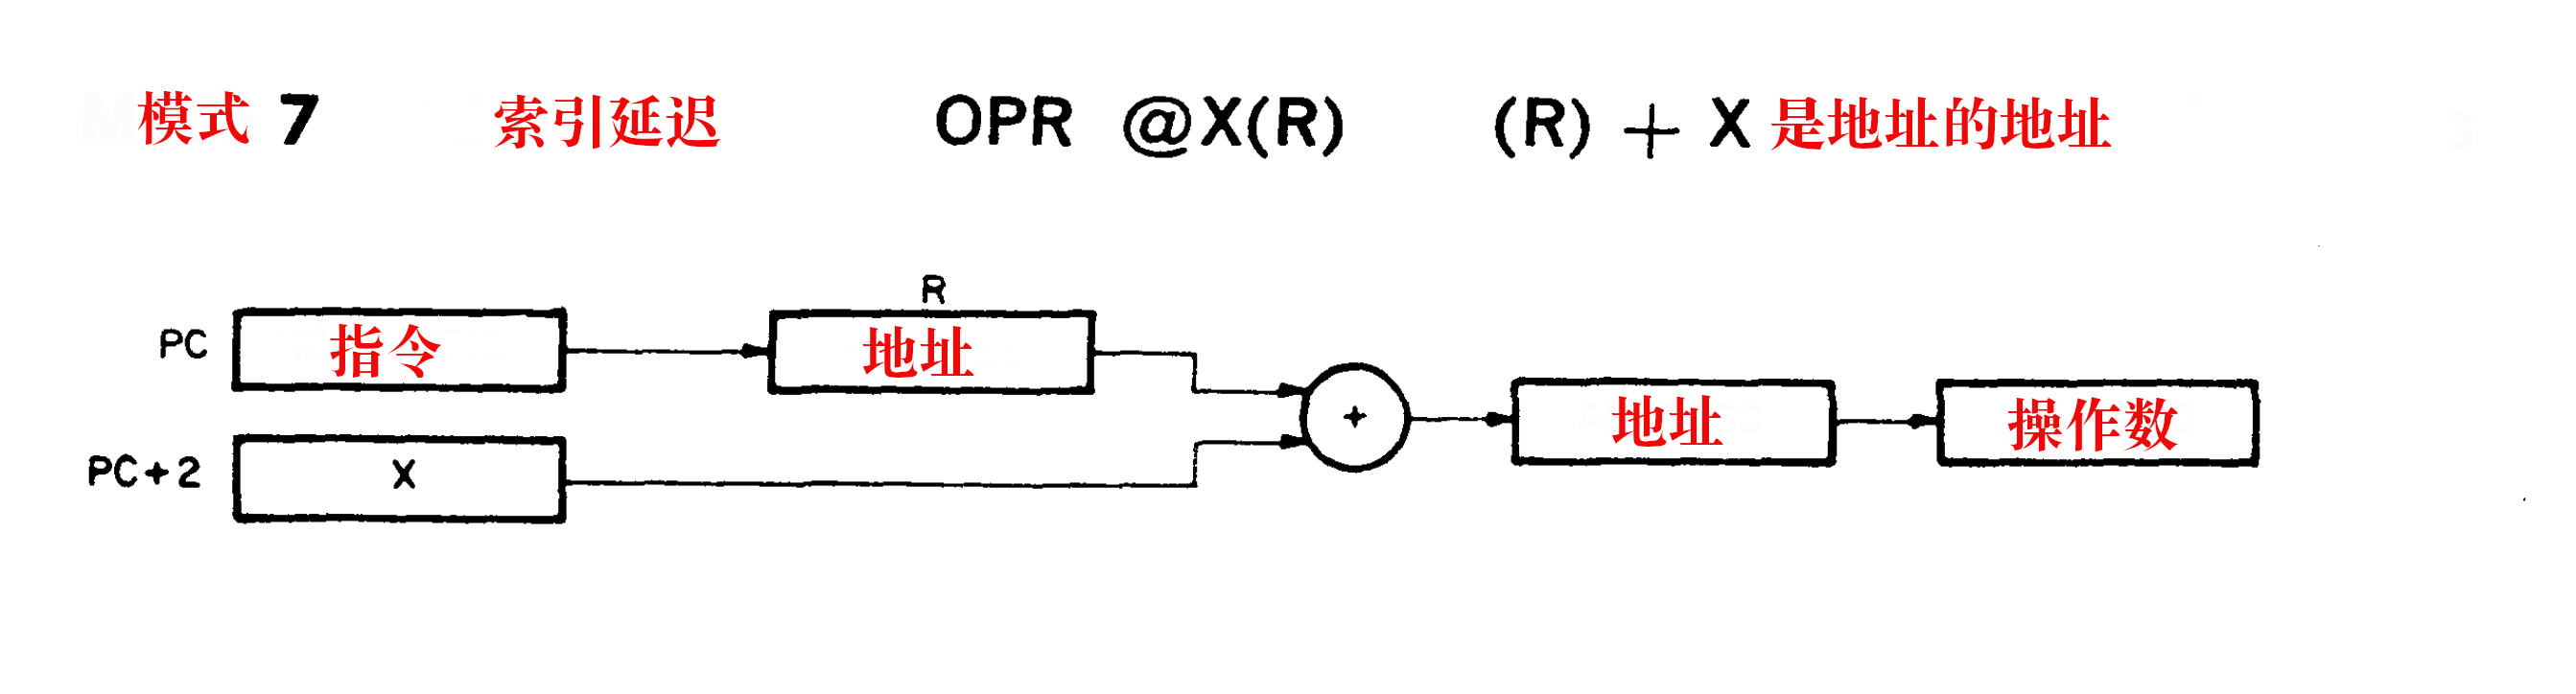 模式 7 索引延迟 OPR @X(R) (R) + X 是地址的地址
R
PC 指令 地址
+ 地址 操作数
PC+2 X